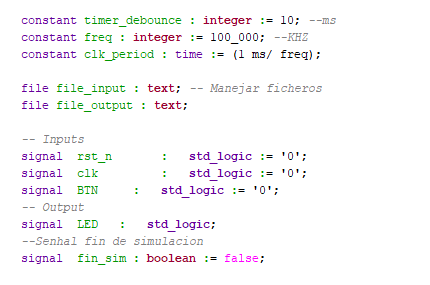 constant timer_debounce : integer := 10; --ms
constant freq : integer := 100_000; --KHZ
constant clk_period : time := (1 ms/ freq);
file file_input : text; -- Manejar ficheros
file file_output : text;
-- Inputs
signal rst_n : std_logic := '0';
signal clk : std_logic := '0';
signal BTN : std_logic := '0';
-- Output
signal LED : std_logic;
--Senhal fin de simulacion
signal fin_sim : boolean := false;